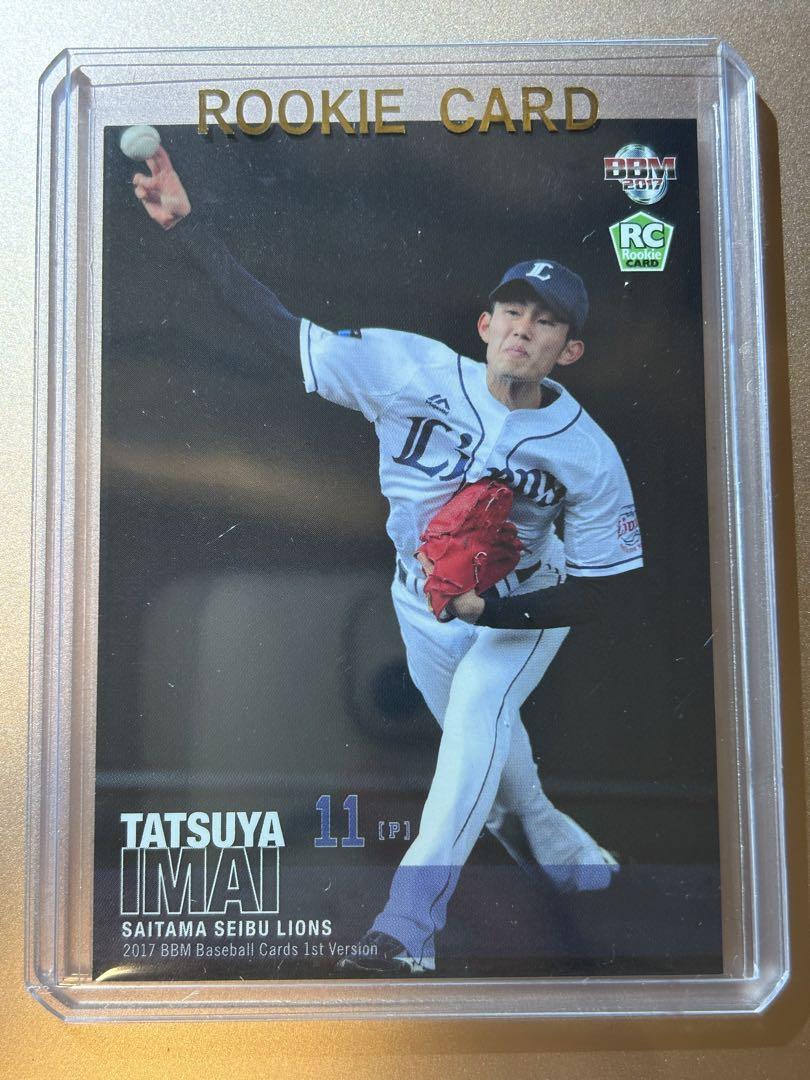 ROOKIE CARD
BBM
2017
RC
Rookie
CARD
L
Lions
TATSUYA
IMAI
11 [P]
SAITAMA SEIBU LIONS
2017 BBM Baseball Cards 1st Version